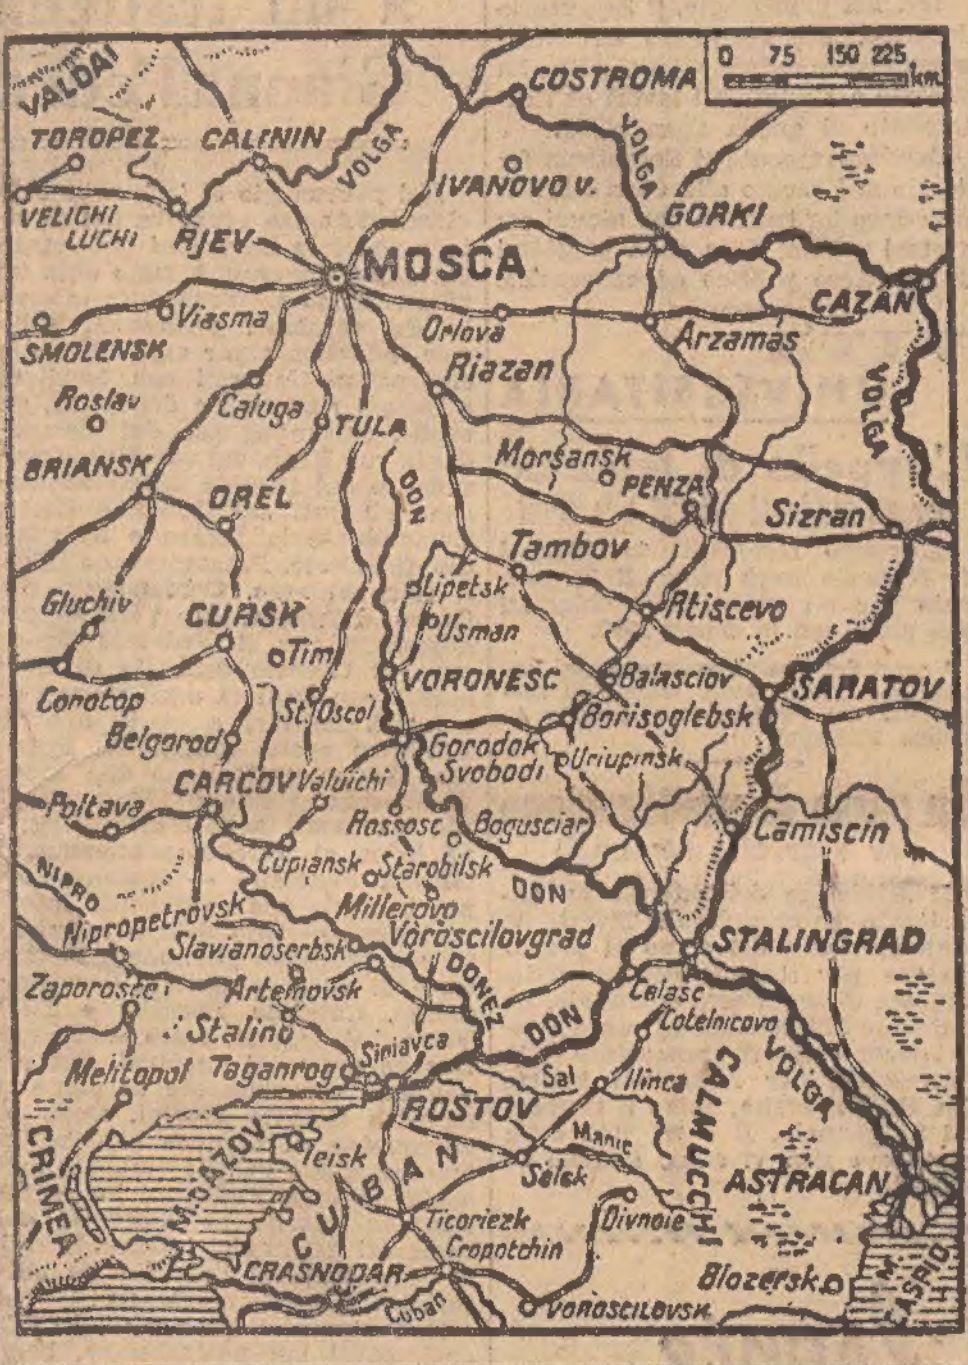 0 75 150 225 km.
VALDAI
COSTROMA
TOROPEZ
CALININ
VOLGA
VOLGA
IVANOVO V.
VELICHI
LUCHI
RJEV
GORKI
MOSCA
CAZAN
Viasma
Orlova
Arzamas
SMOLENSK
Riazan
VOLGA
Roslav
Caluga
TULA
BRIANSK
Morşansk
PENZA
DON
OREL
Sizran
Tambov
Gluchiv
Lipetsk
CURSK
Usman
Rtiscevo
Tim
VORONESC
Balasciov
SARATOV
Conotop
St. Oscol
Borisoglebsk
Belgorod
Gorodok
Svobodi
Uriupinsk
CARCOV
Valuichi
Poltava
Rossosc
Bogusciar
Camiscin
Cupiansk
Starobilsk
NIPRO
DON
Millerovo
Nipropetrovsk
Voroscilovgrad
STALINGRAD
Slavianoserbsk
DONEZ
Zaporosce
Artemovsk
Calasc
Stalino
DON
Cotelnicovo
VOLGA
Siniavca
Melitopol
Taganrog
Sal
Ilinca
CALMUCCHI
ROSTOV
CRIMEA
M. D'AZOV
Ieisk
Manic
Salsk
ASTRACAN
CUBAN
Divnoie
Ticoriezk
Cropotchin
CRASNODAR
Cuban
Blozersk
M. CASPIO
VOROSCILOVSK